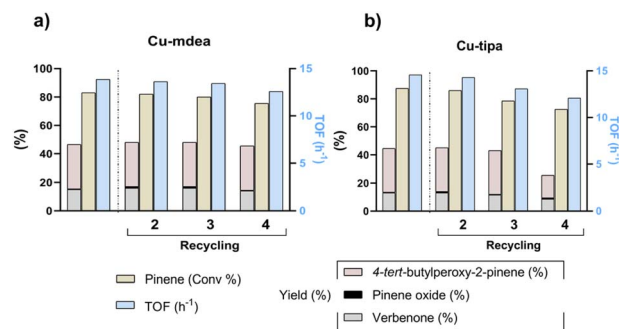 a)
Cu-mdea
100
80
60
40
20
0
(%)
15
10
5
0
TOF (h⁻¹)
2 3 4
Recycling
b)
Cu-tipa
100
80
60
40
20
0
(%)
15
10
5
0
TOF (h⁻¹)
2 3 4
Recycling
Pinene (Conv %)
TOF (h⁻¹)
Yield (%)
4-tert-butylperoxy-2-pinene (%)
Pinene oxide (%)
Verbenone (%)